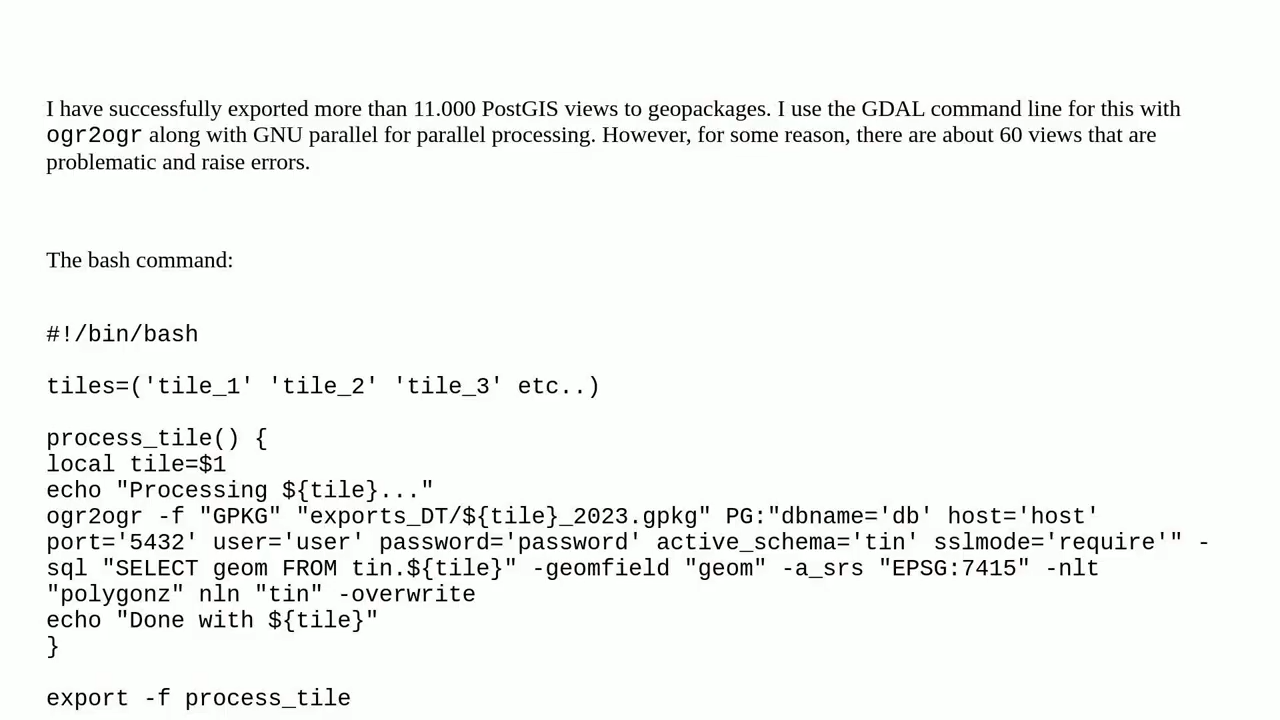 I have successfully exported more than 11.000 PostGIS views to geopackages. I use the GDAL command line for this with
ogr2ogr along with GNU parallel for parallel processing. However, for some reason, there are about 60 views that are
problematic and raise errors.
The bash command:
#!/bin/bash
tiles=('tile_1' 'tile_2' 'tile_3' etc..)
process_tile() {
local tile=$1
echo "Processing ${tile}..."
ogr2ogr -f "GPKG" "exports_DT/${tile}_2023.gpkg" PG:"dbname='db' host='host'
port='5432' user='user' password='password' active_schema='tin' sslmode='require'" -
sql "SELECT geom FROM tin.${tile}" -geomfield "geom" -a_srs "EPSG:7415" -nlt
"polygonz" nln "tin" -overwrite
echo "Done with ${tile}"
}
export -f process_tile